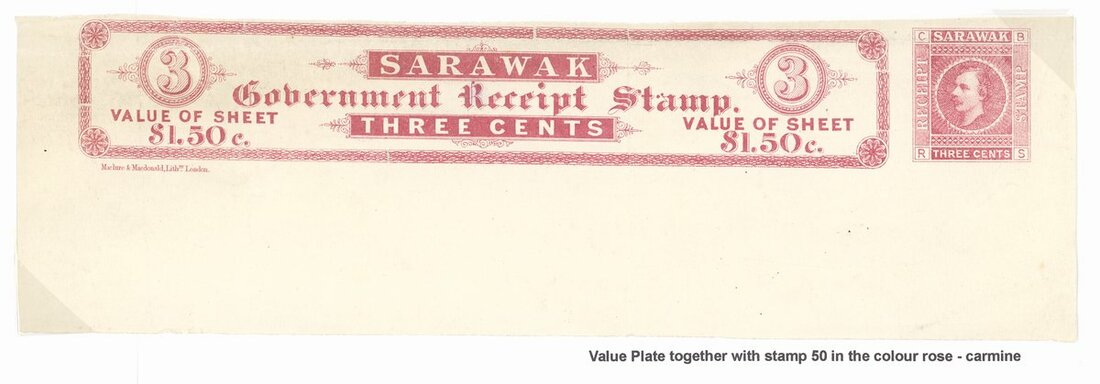 SARAWAK
3
3
Government Receipt Stamp.
VALUE OF SHEET
THREE CENTS
VALUE OF SHEET
$1.50c.
$1.50c.
Maclure & Macdonald, Lithrs. London.
C
SARAWAK
B
RECEIPT
STAMP
R
THREE CENTS
S
Value Plate together with stamp 50 in the colour rose - carmine